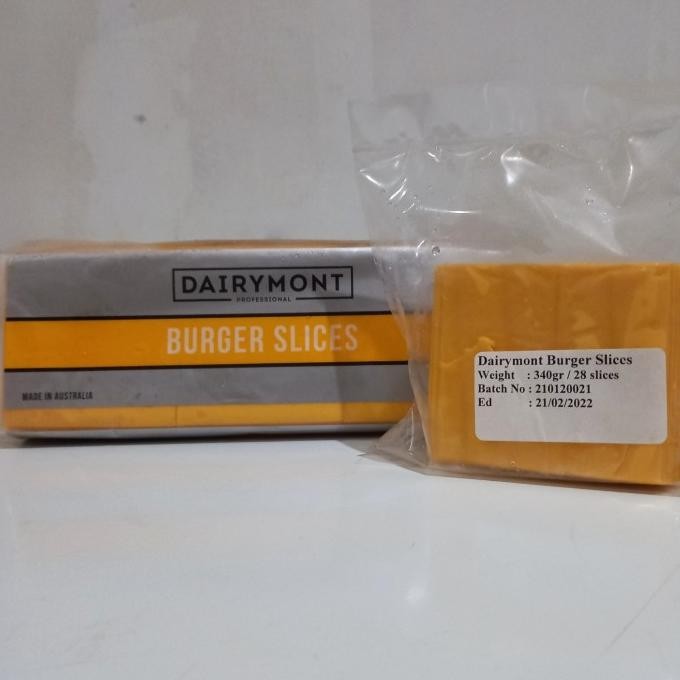 DAIRYMONT
PROFESSIONAL
BURGER SLICES
MADE IN AUSTRALIA
Dairymont Burger Slices
Weight : 340gr / 28 slices
Batch No : 210120021
Ed : 21/02/2022